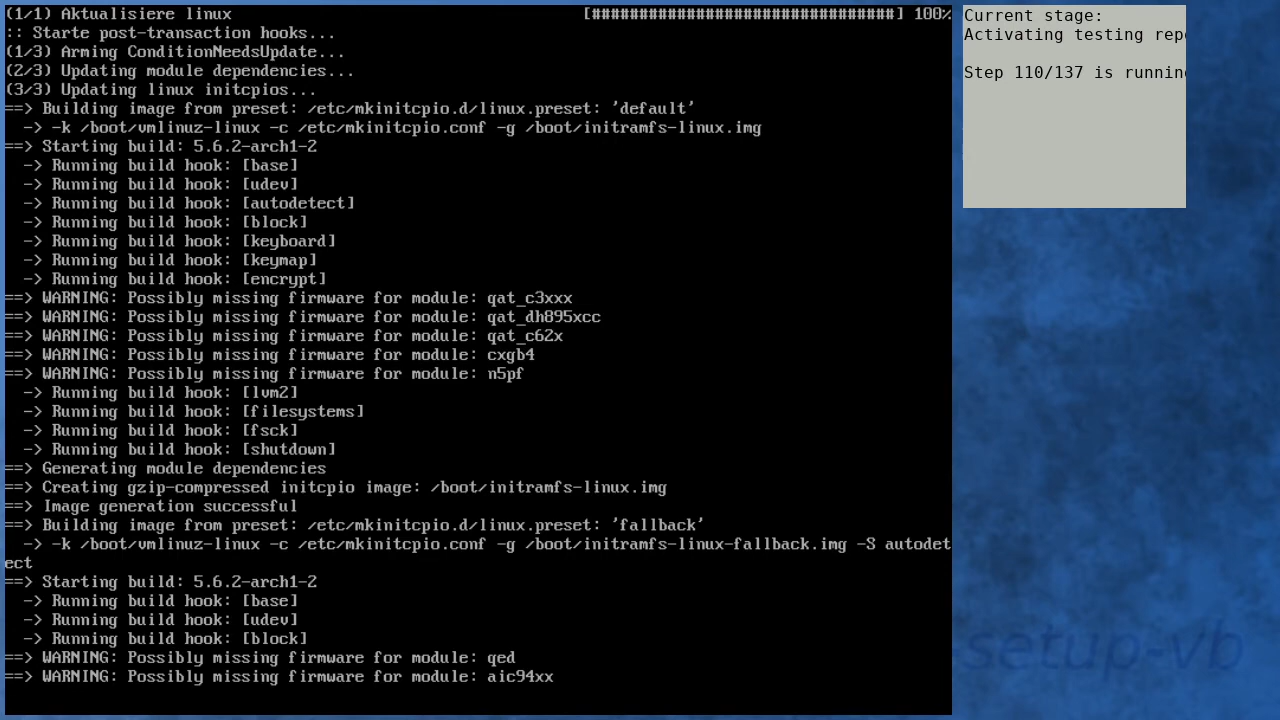 (1/1) Aktualisiere linux [################################] 100%
:: Starte post-transaction hooks...
(1/3) Arming ConditionNeedsUpdate...
(2/3) Updating module dependencies...
(3/3) Updating linux initcpios...
==> Building image from preset: /etc/mkinitcpio.d/linux.preset: 'default'
  -> -k /boot/vmlinuz-linux -c /etc/mkinitcpio.conf -g /boot/initramfs-linux.img
==> Starting build: 5.6.2-arch1-2
  -> Running build hook: [base]
  -> Running build hook: [udev]
  -> Running build hook: [autodetect]
  -> Running build hook: [block]
  -> Running build hook: [keyboard]
  -> Running build hook: [keymap]
  -> Running build hook: [encrypt]
==> WARNING: Possibly missing firmware for module: qat_c3xxx
==> WARNING: Possibly missing firmware for module: qat_dh895xcc
==> WARNING: Possibly missing firmware for module: qat_c62x
==> WARNING: Possibly missing firmware for module: cxgb4
==> WARNING: Possibly missing firmware for module: n5pf
  -> Running build hook: [lvm2]
  -> Running build hook: [filesystems]
  -> Running build hook: [fsck]
  -> Running build hook: [shutdown]
==> Generating module dependencies
==> Creating gzip-compressed initcpio image: /boot/initramfs-linux.img
==> Image generation successful
==> Building image from preset: /etc/mkinitcpio.d/linux.preset: 'fallback'
  -> -k /boot/vmlinuz-linux -c /etc/mkinitcpio.conf -g /boot/initramfs-linux-fallback.img -S autodet
ect
==> Starting build: 5.6.2-arch1-2
  -> Running build hook: [base]
  -> Running build hook: [udev]
  -> Running build hook: [block]
==> WARNING: Possibly missing firmware for module: qed
==> WARNING: Possibly missing firmware for module: aic94xx
Current stage:
Activating testing rep
Step 110/137 is runnin
setup-vb